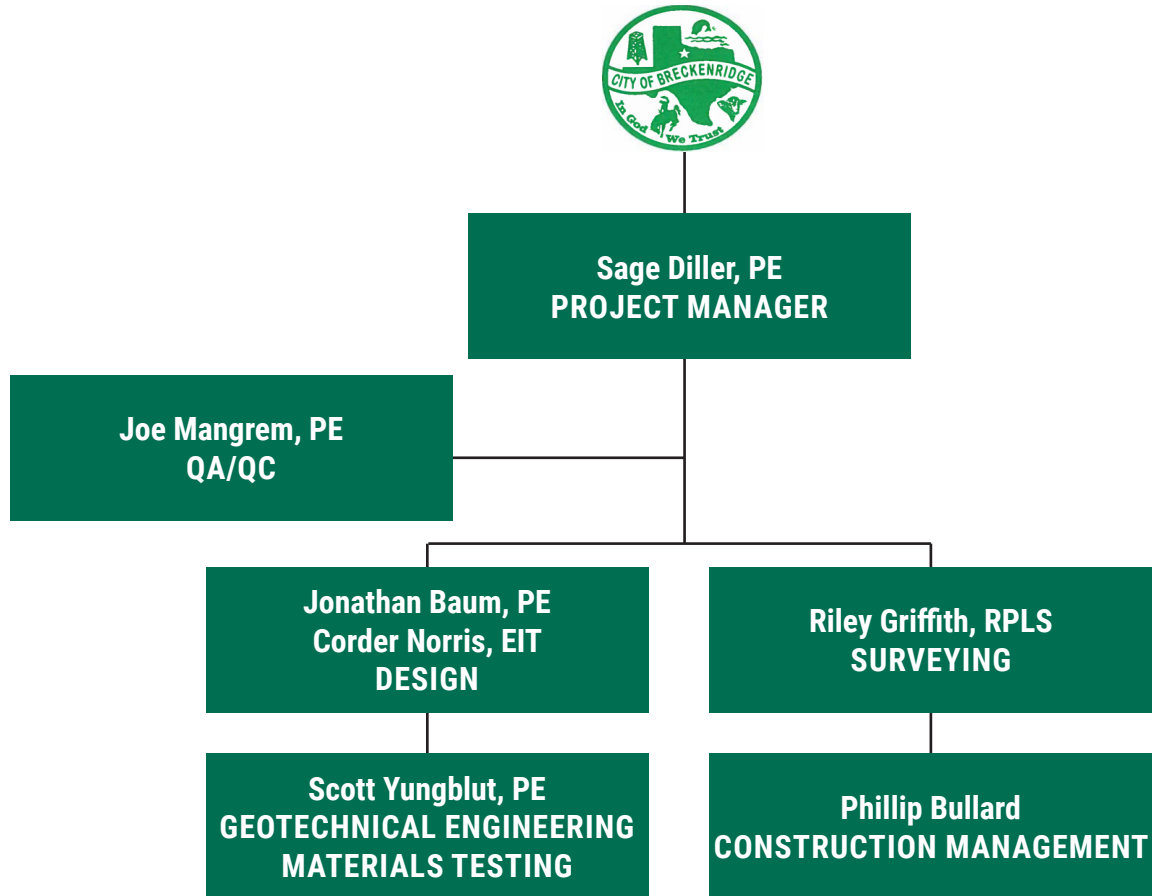 CITY OF BRECKENRIDGE
In God We Trust
Sage Diller, PE
PROJECT MANAGER
Joe Mangrem, PE
QA/QC
Jonathan Baum, PE
Corder Norris, EIT
DESIGN
Riley Griffith, RPLS
SURVEYING
Scott Yungblut, PE
GEOTECHNICAL ENGINEERING
MATERIALS TESTING
Phillip Bullard
CONSTRUCTION MANAGEMENT